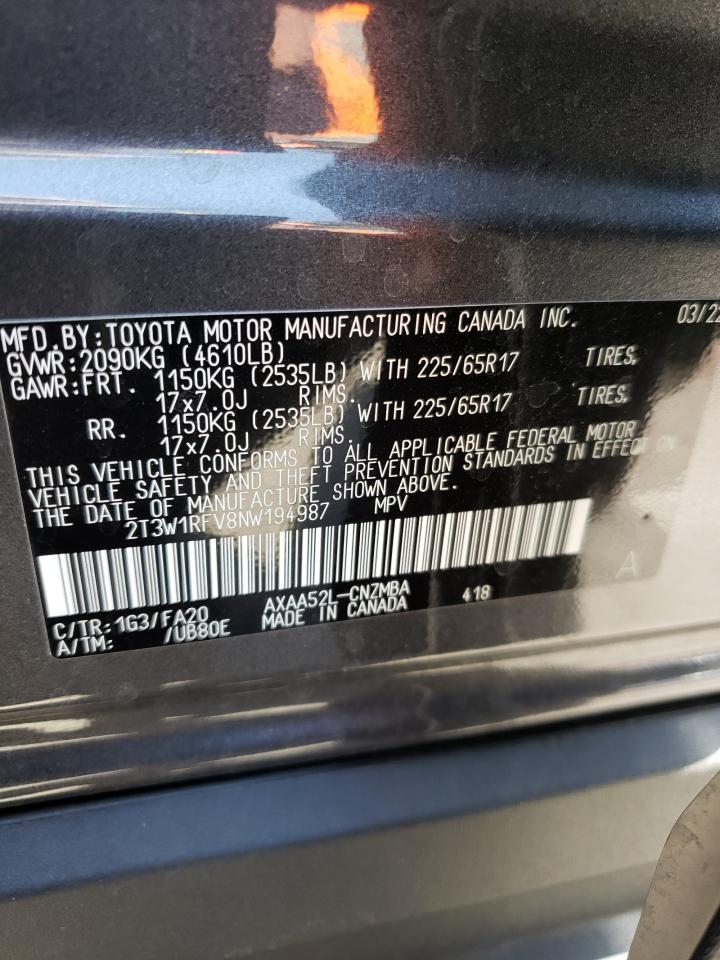 MFD.BY:TOYOTA MOTOR MANUFACTURING CANADA INC. 03/22
GVWR:2090KG (4610LB)
GAWR:FRT. 1150KG (2535LB) WITH 225/65R17 TIRES.
17x7.0J RIMS.
RR. 1150KG (2535LB) WITH 225/65R17 TIRES.
17x7.0J RIMS.
THIS VEHICLE CONFORMS TO ALL APPLICABLE FEDERAL MOTOR
VEHICLE SAFETY AND THEFT PREVENTION STANDARDS IN EFFECT ON
THE DATE OF MANUFACTURE SHOWN ABOVE.
2T3W1RFV8NW194987 MPV
A
C/TR:1G3/FA20 AXAA52L-CNZMBA 418
A/TM: /UB80E MADE IN CANADA